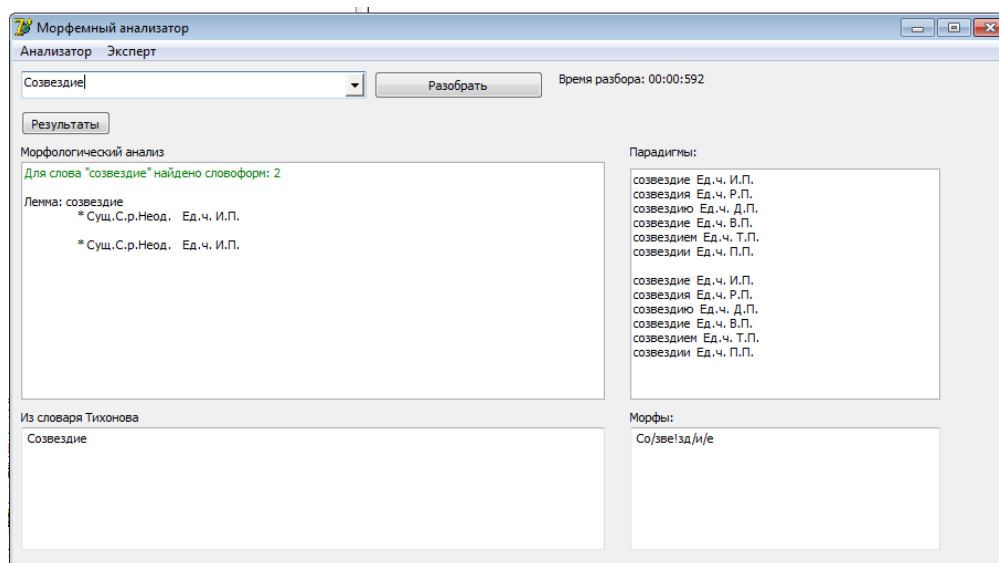 Морфемный анализатор
Анализатор Эксперт
Созвездие
Разобрать
Время разбора: 00:00:592
Результаты
Морфологический анализ
Для слова "созвездие" найдено словоформ: 2
Лемма: созвездие
* Сущ.С.р.Неод. Ед.ч. И.П.
* Сущ.С.р.Неод. Ед.ч. И.П.
Парадигмы:
созвездие Ед.ч. И.П.
созвездия Ед.ч. Р.П.
созвездию Ед.ч. Д.П.
созвездие Ед.ч. В.П.
созвездием Ед.ч. Т.П.
созвездии Ед.ч. П.П.
созвездие Ед.ч. И.П.
созвездия Ед.ч. Р.П.
созвездию Ед.ч. Д.П.
созвездие Ед.ч. В.П.
созвездием Ед.ч. Т.П.
созвездии Ед.ч. П.П.
Из словаря Тихонова
Созвездие
Морфы:
Со/зве!зд/и/е